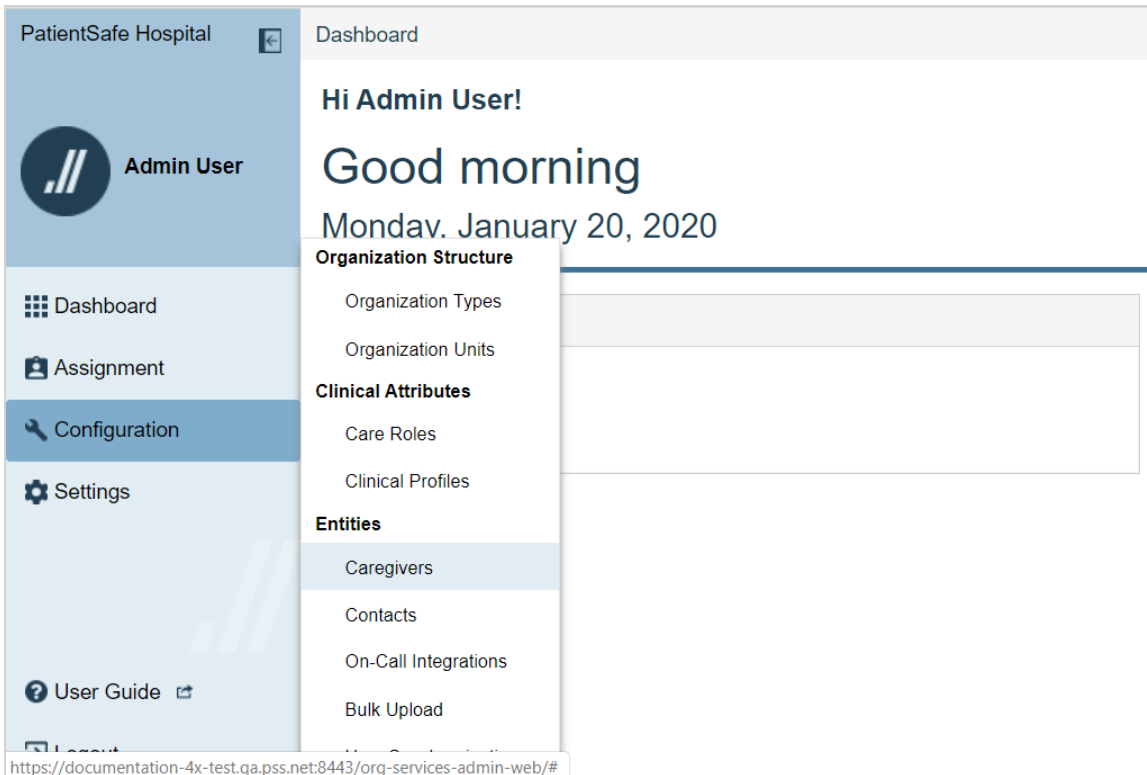 PatientSafe Hospital
Dashboard
Hi Admin User!
Admin User
Good morning
Monday, January 20, 2020
Dashboard
Assignment
Configuration
Settings
User Guide
Logout
Organization Structure
Organization Types
Organization Units
Clinical Attributes
Care Roles
Clinical Profiles
Entities
Caregivers
Contacts
On-Call Integrations
Bulk Upload
https://documentation-4x-test.qa.pss.net:8443/org-services-admin-web/#